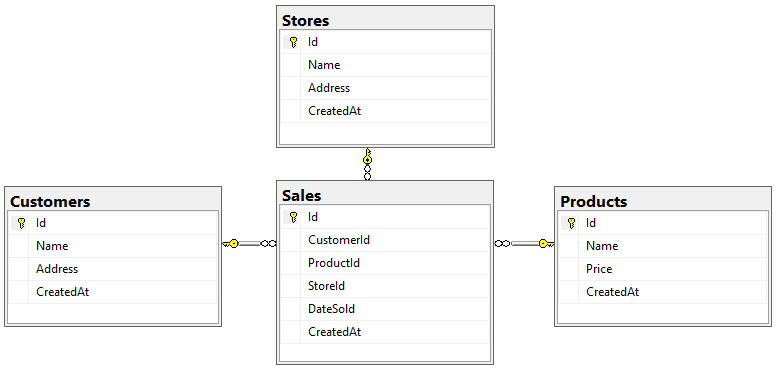 Stores
Id
Name
Address
CreatedAt
Customers
Id
Name
Address
CreatedAt
Sales
Id
CustomerId
ProductId
StoreId
DateSold
CreatedAt
Products
Id
Name
Price
CreatedAt